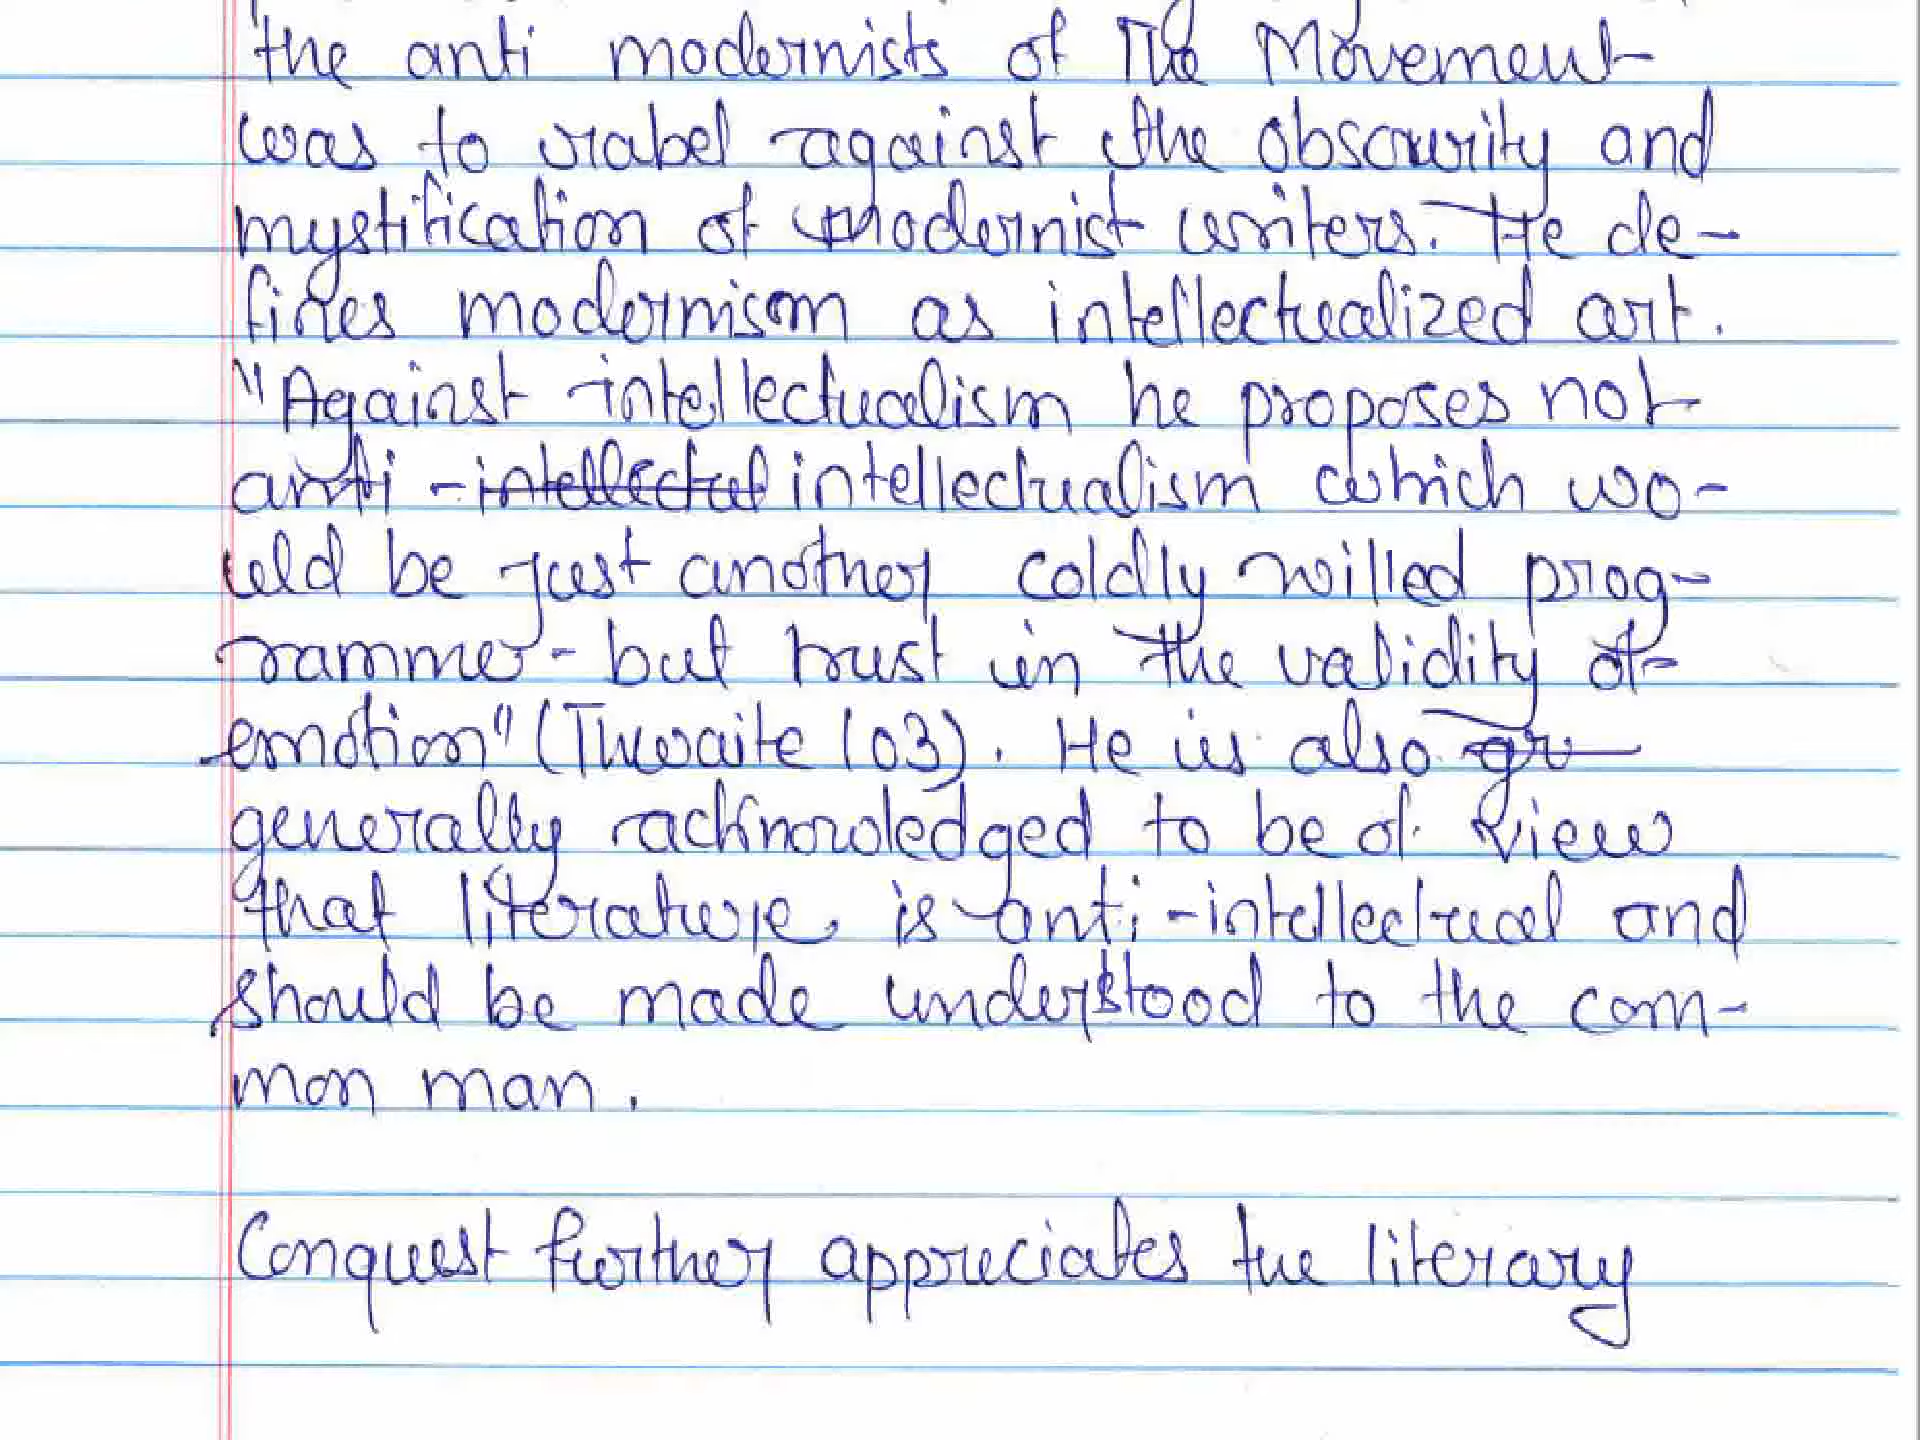 the anti modernists of The Movement
was to rabel against the obscurity and
mystification of modernist writers. He de-
fines modernism as intellectualized art.
"Against intellectualism he proposes not
anti - intellectul intellectualism which wo-
uld be just another coldly willed prog-
ramme - but trust in the validity of
emotion" (Thwaite 103). He is also gr
generally acknowledged to be of view
that literature is anti-intellectual and
should be made understood to the com-
mon man.
Conquest further appreciates the literary